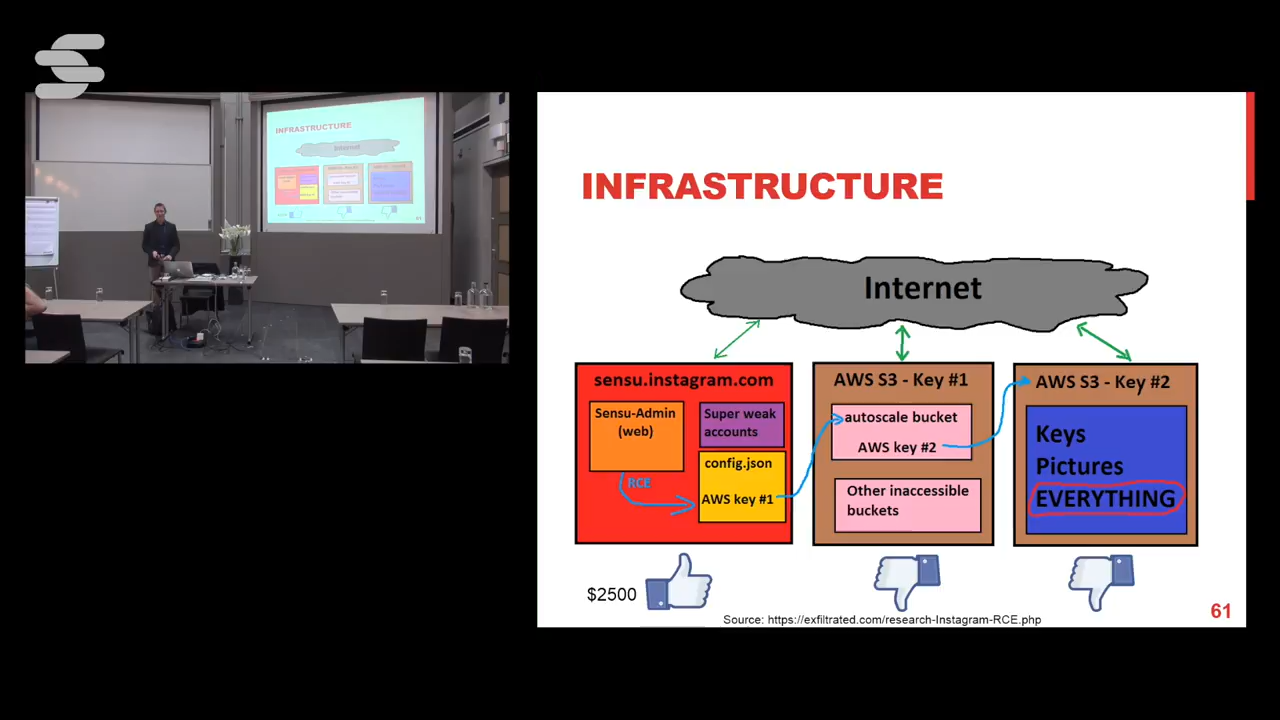 INFRASTRUCTURE
Internet
INFRASTRUCTURE
Internet
sensu.instagram.com
Sensu-Admin
(web)
Super weak
accounts
config.json
AWS key #1
RCE
AWS S3 - Key #1
autoscale bucket
AWS key #2
Other inaccessible
buckets
AWS S3 - Key #2
Keys
Pictures
EVERYTHING
$2500
Source: https://exfiltrated.com/research-Instagram-RCE.php
61